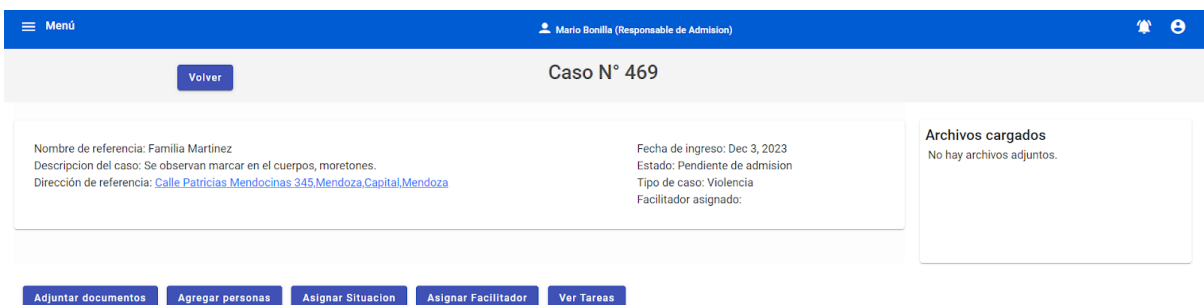 Menú
Mario Bonilla (Responsable de Admision)
Volver
Caso N° 469
Nombre de referencia: Familia Martinez
Descripcion del caso: Se observan marcar en el cuerpos, moretones.
Dirección de referencia: Calle Patricias Mendocinas 345,Mendoza,Capital,Mendoza
Fecha de ingreso: Dec 3, 2023
Estado: Pendiente de admision
Tipo de caso: Violencia
Facilitador asignado:
Archivos cargados
No hay archivos adjuntos.
Adjuntar documentos
Agregar personas
Asignar Situacion
Asignar Facilitador
Ver Tareas